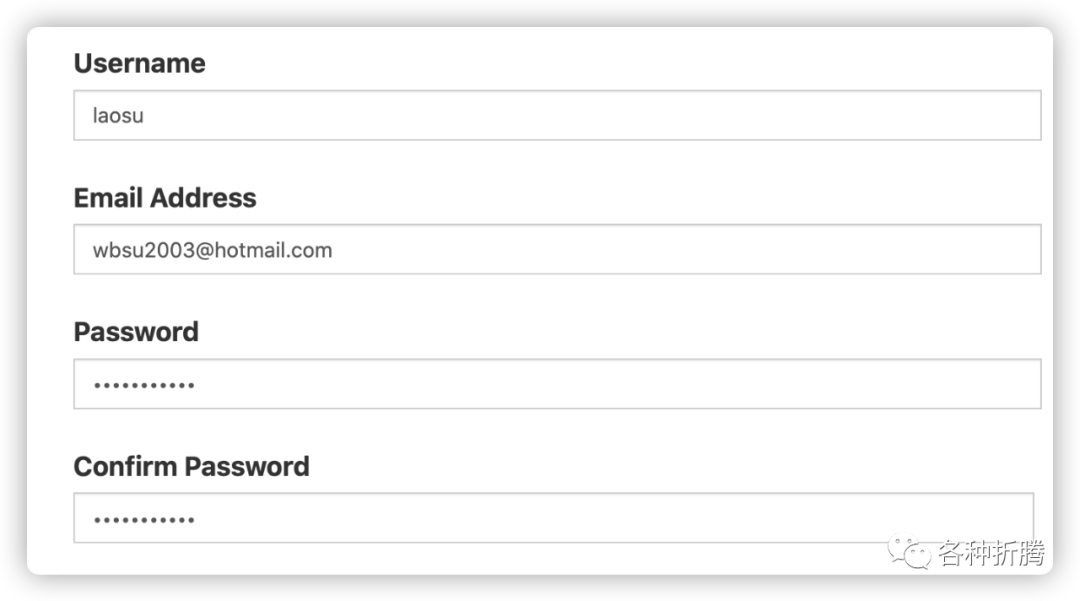 Username
laosu
Email Address
wbsu2003@hotmail.com
Password
•••••••••••
Confirm Password
•••••••••••
各种折腾